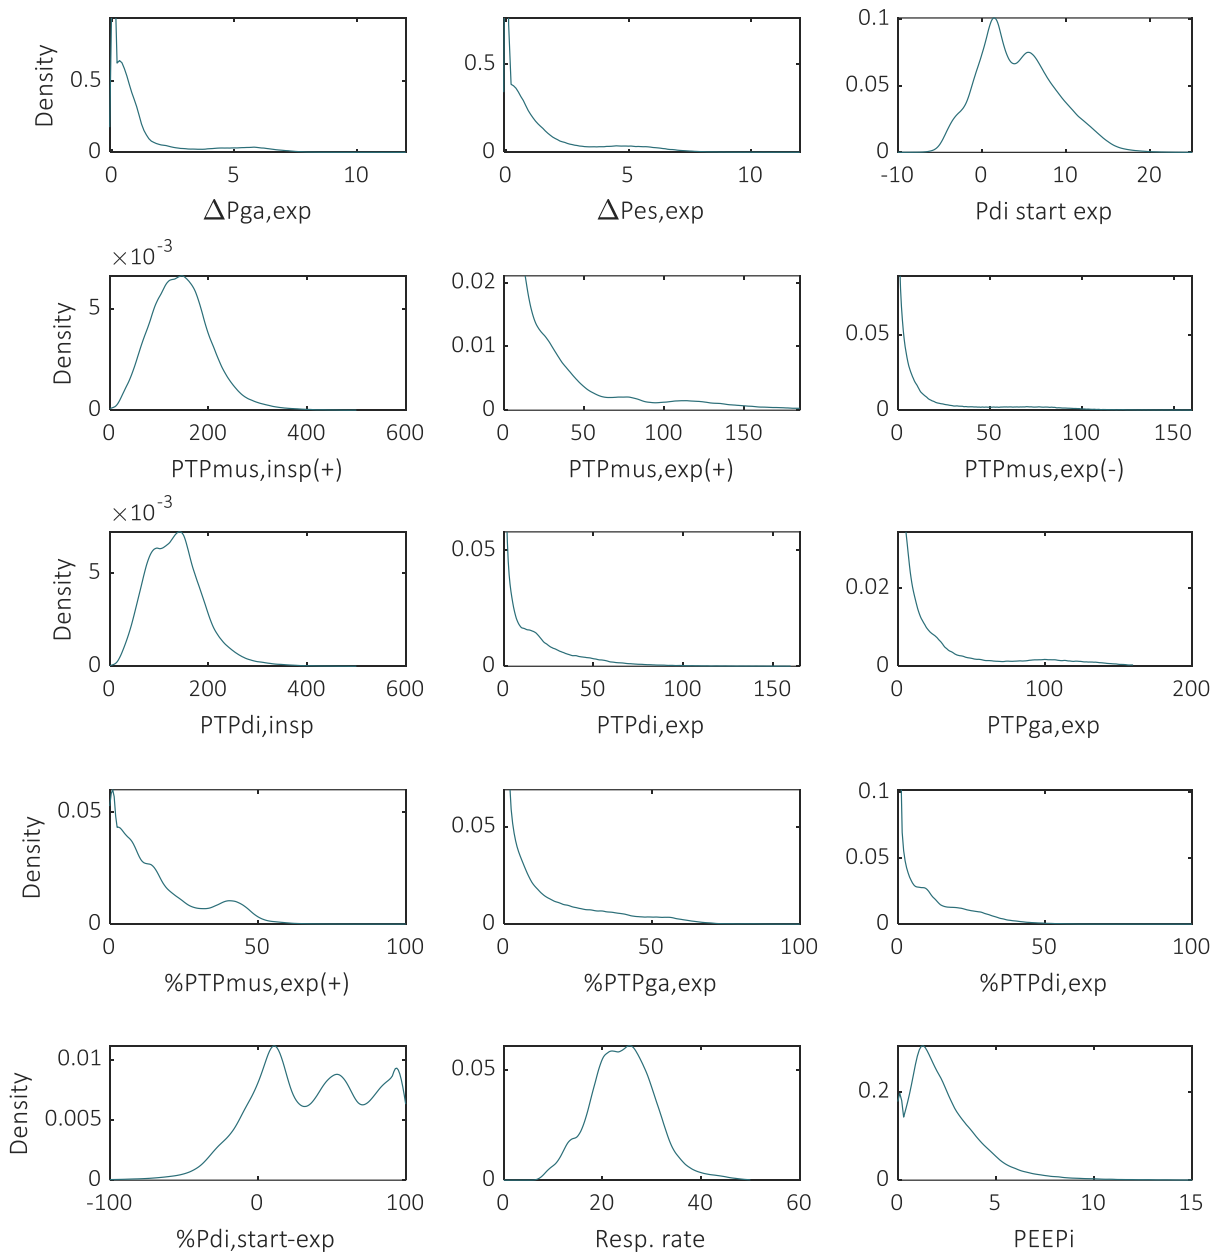 Density
0.5
0
0 5 10
ΔPga,exp
0.5
0
0 5 10
ΔPes,exp
0.1
0.05
0
-10 0 10 20
Pdi start exp
×10-3
Density
5
0
0 200 400 600
PTPmus,insp(+)
0.02
0.01
0
0 50 100 150
PTPmus,exp(+)
0.05
0
0 50 100 150
PTPmus,exp(-)
×10-3
Density
5
0
0 200 400 600
PTPdi,insp
0.05
0
0 50 100 150
PTPdi,exp
0.02
0
0 100 200
PTPga,exp
Density
0.05
0
0 50 100
%PTPmus,exp(+)
0.05
0
0 50 100
%PTPga,exp
0.1
0.05
0
0 50 100
%PTPdi,exp
Density
0.01
0.005
0
-100 0 100
%Pdi,start-exp
0.05
0
0 20 40 60
Resp. rate
0.2
0
0 5 10 15
PEEPi